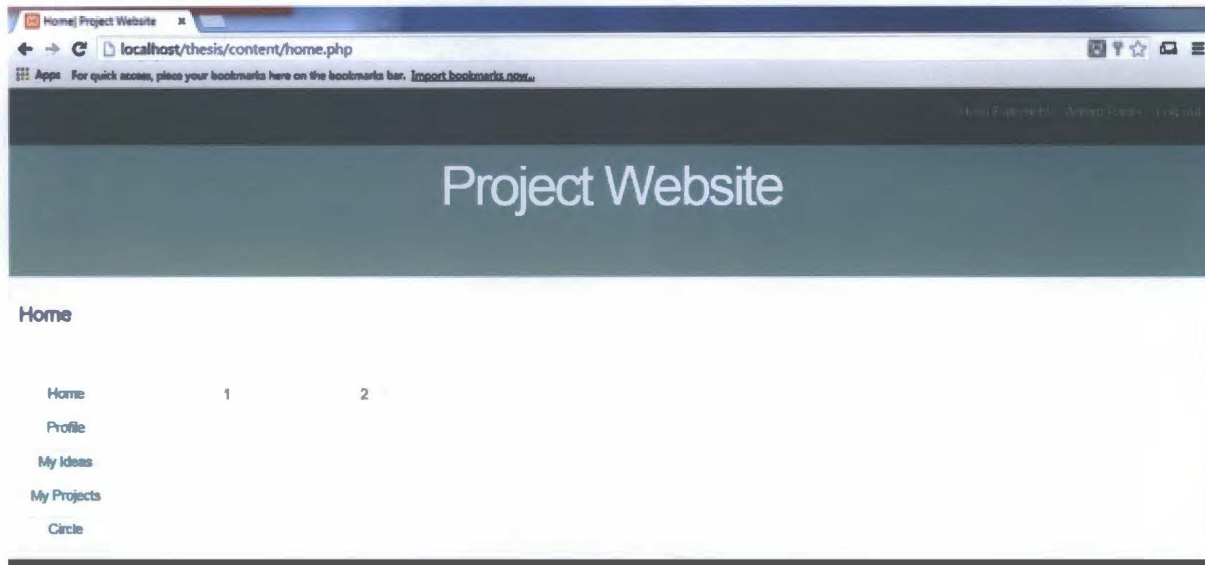 Home| Project Website x
localhost/thesis/content/home.php
Apps For quick access, place your bookmarks here on the bookmarks bar. Import bookmarks now...
Project Website
Home
Home 1 2
Profile
My Ideas
My Projects
Circle